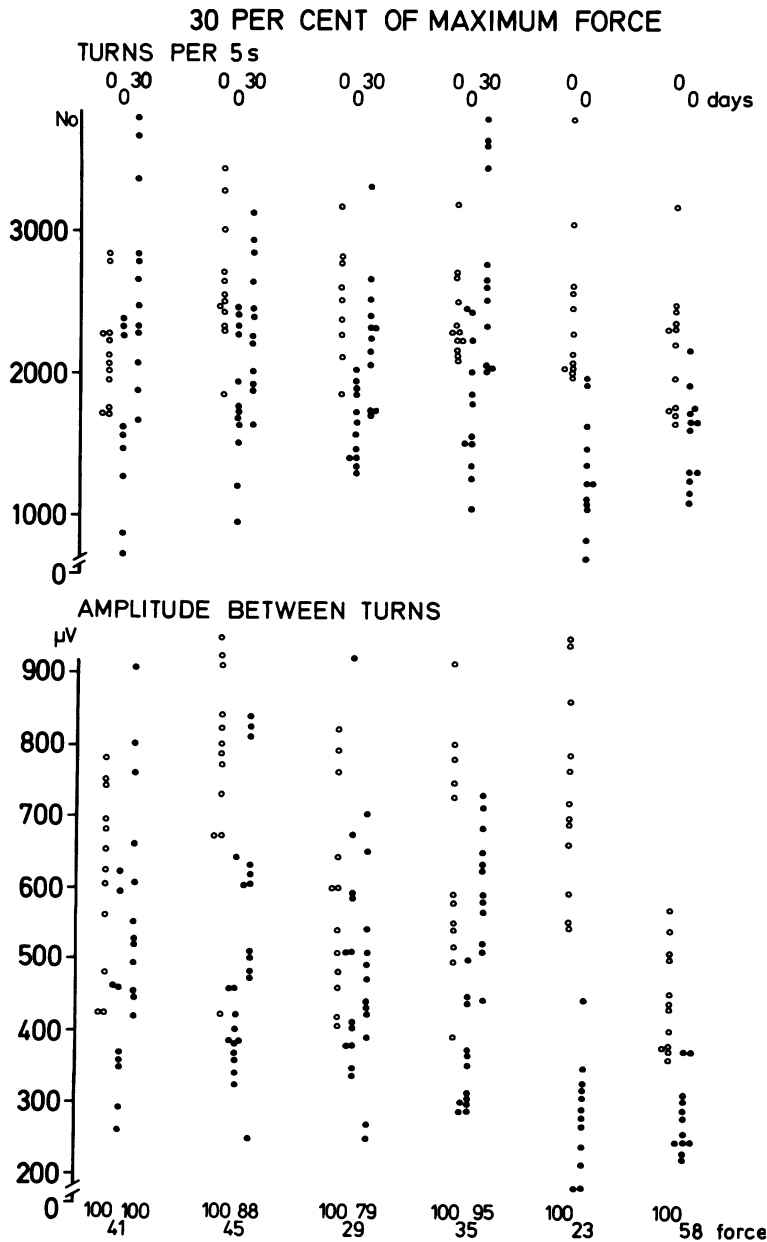 30 PER CENT OF MAXIMUM FORCE
TURNS PER 5s
0 30 0 30 0 30 0 30 0 0
0 0 0 0 0 0 days
No
3000
2000
1000
0
AMPLITUDE BETWEEN TURNS
µV
900
800
700
600
500
400
300
200
0
100 100 100 88 100 79 100 95 100 100
41 45 29 35 23 58 force